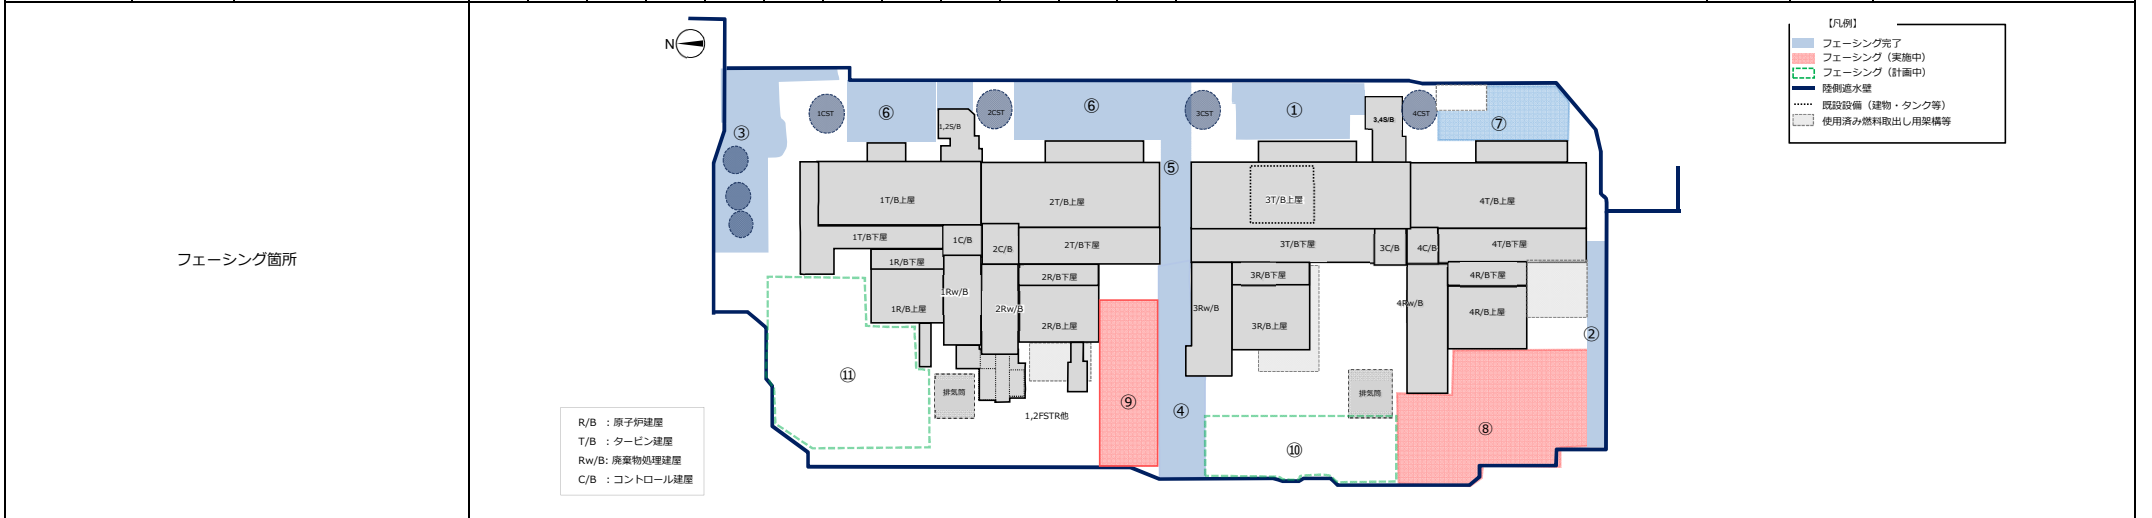 フェーシング箇所
N
【凡例】
フェーシング完了
フェーシング（実施中）
フェーシング（計画中）
陸側遮水壁
既設設備（建物・タンク等）
使用済み燃料取出し用架構等
③
1CST
⑥
1,2S/B
2CST
⑥
3CST
①
3,4S/B
4CST
⑦
⑤
1T/B上屋
2T/B上屋
3T/B上屋
4T/B上屋
1T/B下屋
1C/B
2C/B
2T/B下屋
3T/B下屋
3C/B
4C/B
4T/B下屋
1R/B下屋
2R/B下屋
3R/B下屋
4R/B下屋
1Rw/B
1R/B上屋
2Rw/B
2R/B上屋
3Rw/B
3R/B上屋
4Rw/B
4R/B上屋
②
⑪
排気筒
1,2FSTR他
⑨
④
排気筒
⑩
⑧
R/B ：原子炉建屋
T/B ：タービン建屋
Rw/B：廃棄物処理建屋
C/B ：コントロール建屋